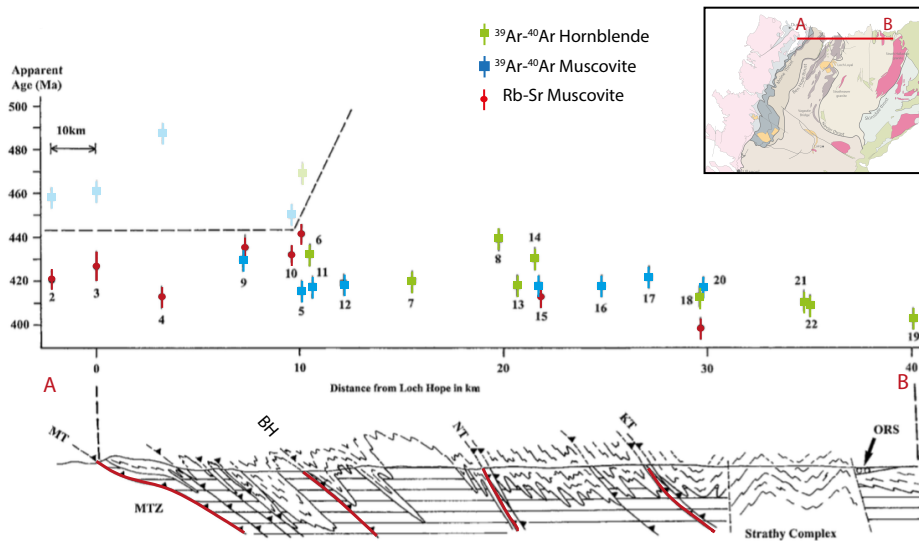 A
B
³⁹Ar-⁴⁰Ar Hornblende
³⁹Ar-⁴⁰Ar Muscovite
Rb-Sr Muscovite
Apparent
Age (Ma)
500
10km
480
460
440
420
400
2
3
4
9
10
6
11
5
12
7
8
14
13
15
16
17
18
20
21
22
19
0
10
20
30
40
A
Distance from Loch Hope in km
B
MT
BH
NT
KT
ORS
MTZ
Strathy Complex